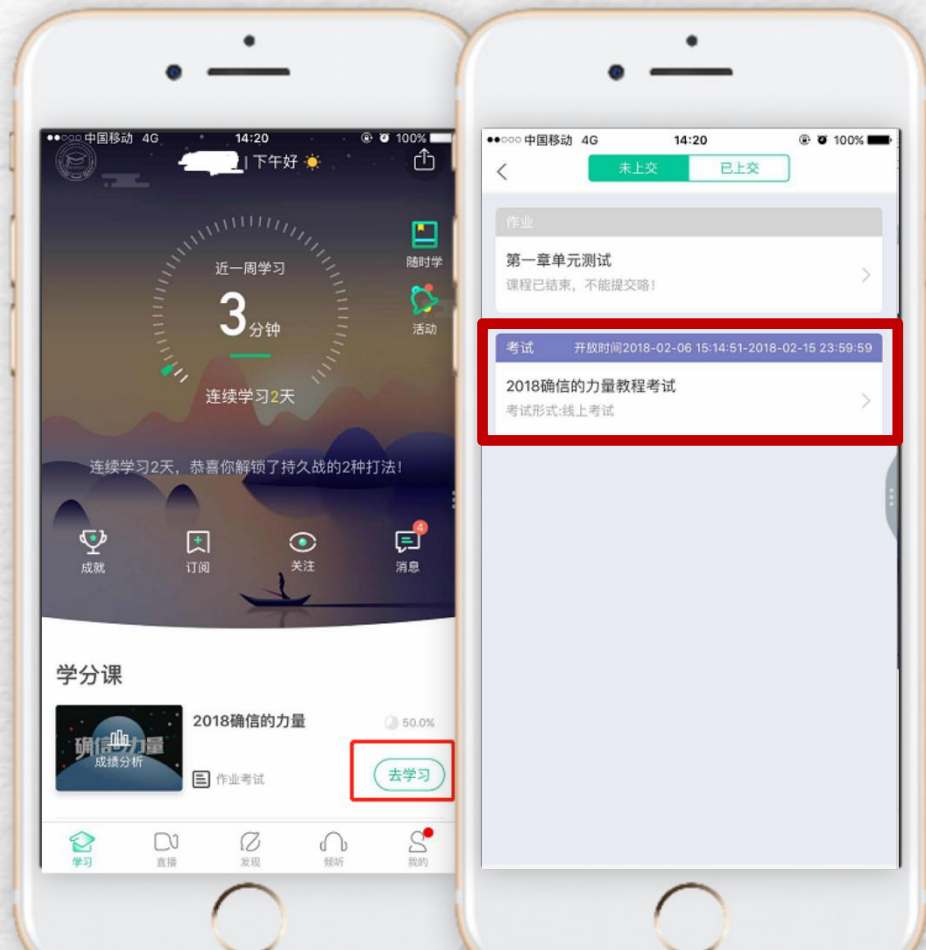 中国移动 4G 14:20 100%
下午好
随时学
近一周学习
3分钟
活动
连续学习2天
连续学习2天，恭喜你解锁了持久战的2种打法！
成就 订阅 关注 消息
4
学分课
2018确信的力量 50.0%
确信的力量
成绩分析
作业考试 去学习
学习 直播 发现 倾听 我的
中国移动 4G 14:20 100%
未上交 已上交
作业
第一章单元测试
课程已结束，不能提交咯！
考试 开放时间2018-02-06 15:14:51-2018-02-15 23:59:59
2018确信的力量教程考试
考试形式:线上考试